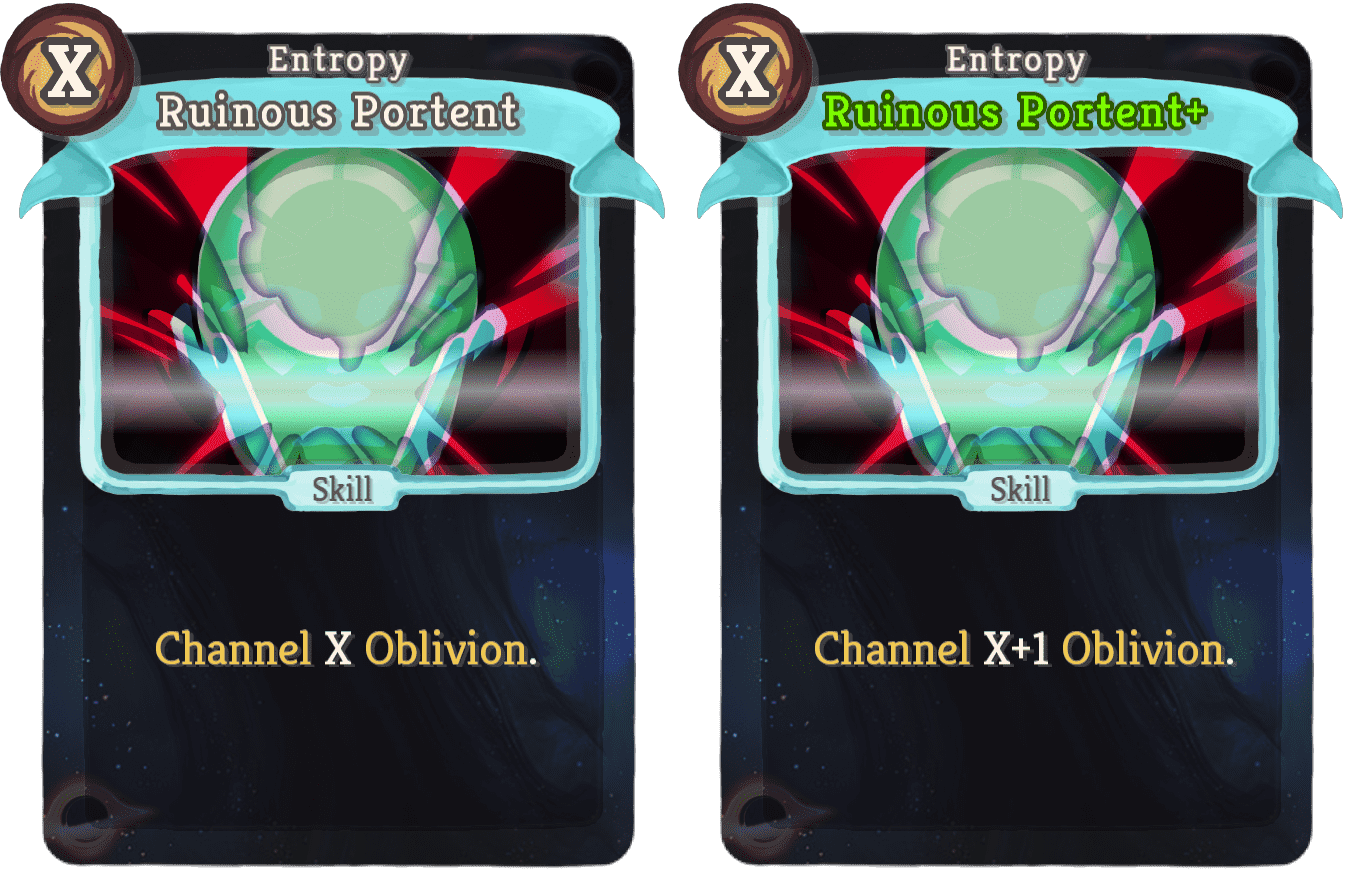 X
Entropy
Ruinous Portent
Skill
Channel X Oblivion.
X
Entropy
Ruinous Portent+
Skill
Channel X+1 Oblivion.